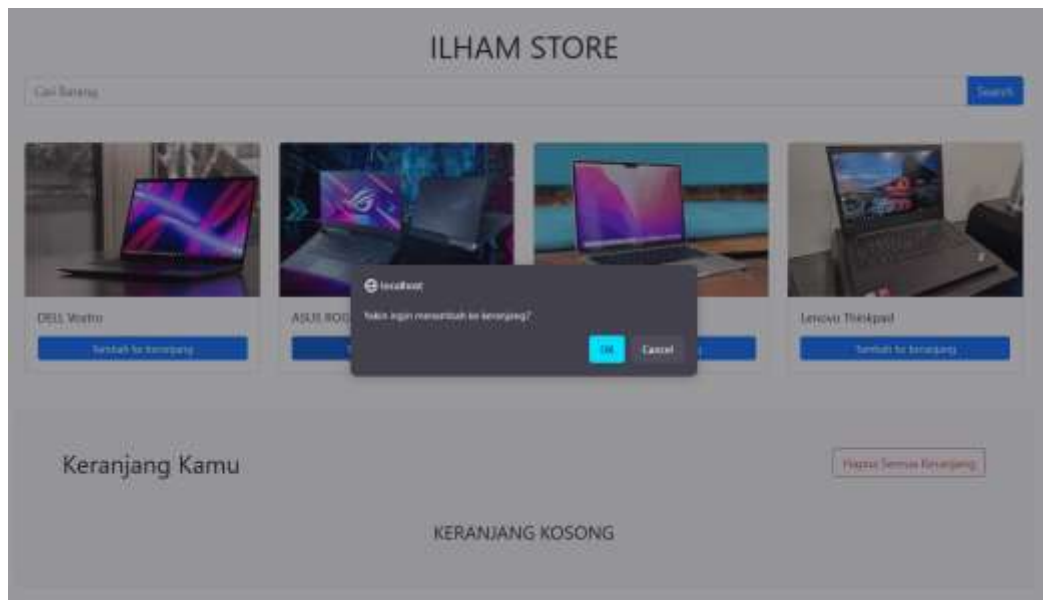 ILHAM STORE
Cari Barang
Search
DELL Vostro
ASUS ROG
Lenovo Thinkpad
Tambah ke keranjang
Tambah ke keranjang
localhost
Yakin ingin menambah ke keranjang?
OK
Cancel
Keranjang Kamu
Hapus Semua Keranjang
KERANJANG KOSONG